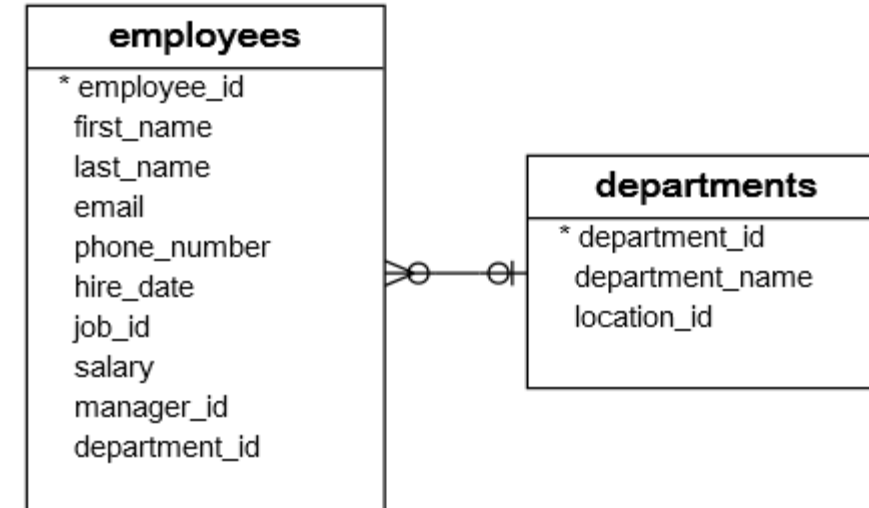 employees
* employee_id
first_name
last_name
email
phone_number
hire_date
job_id
salary
manager_id
department_id
departments
* department_id
department_name
location_id